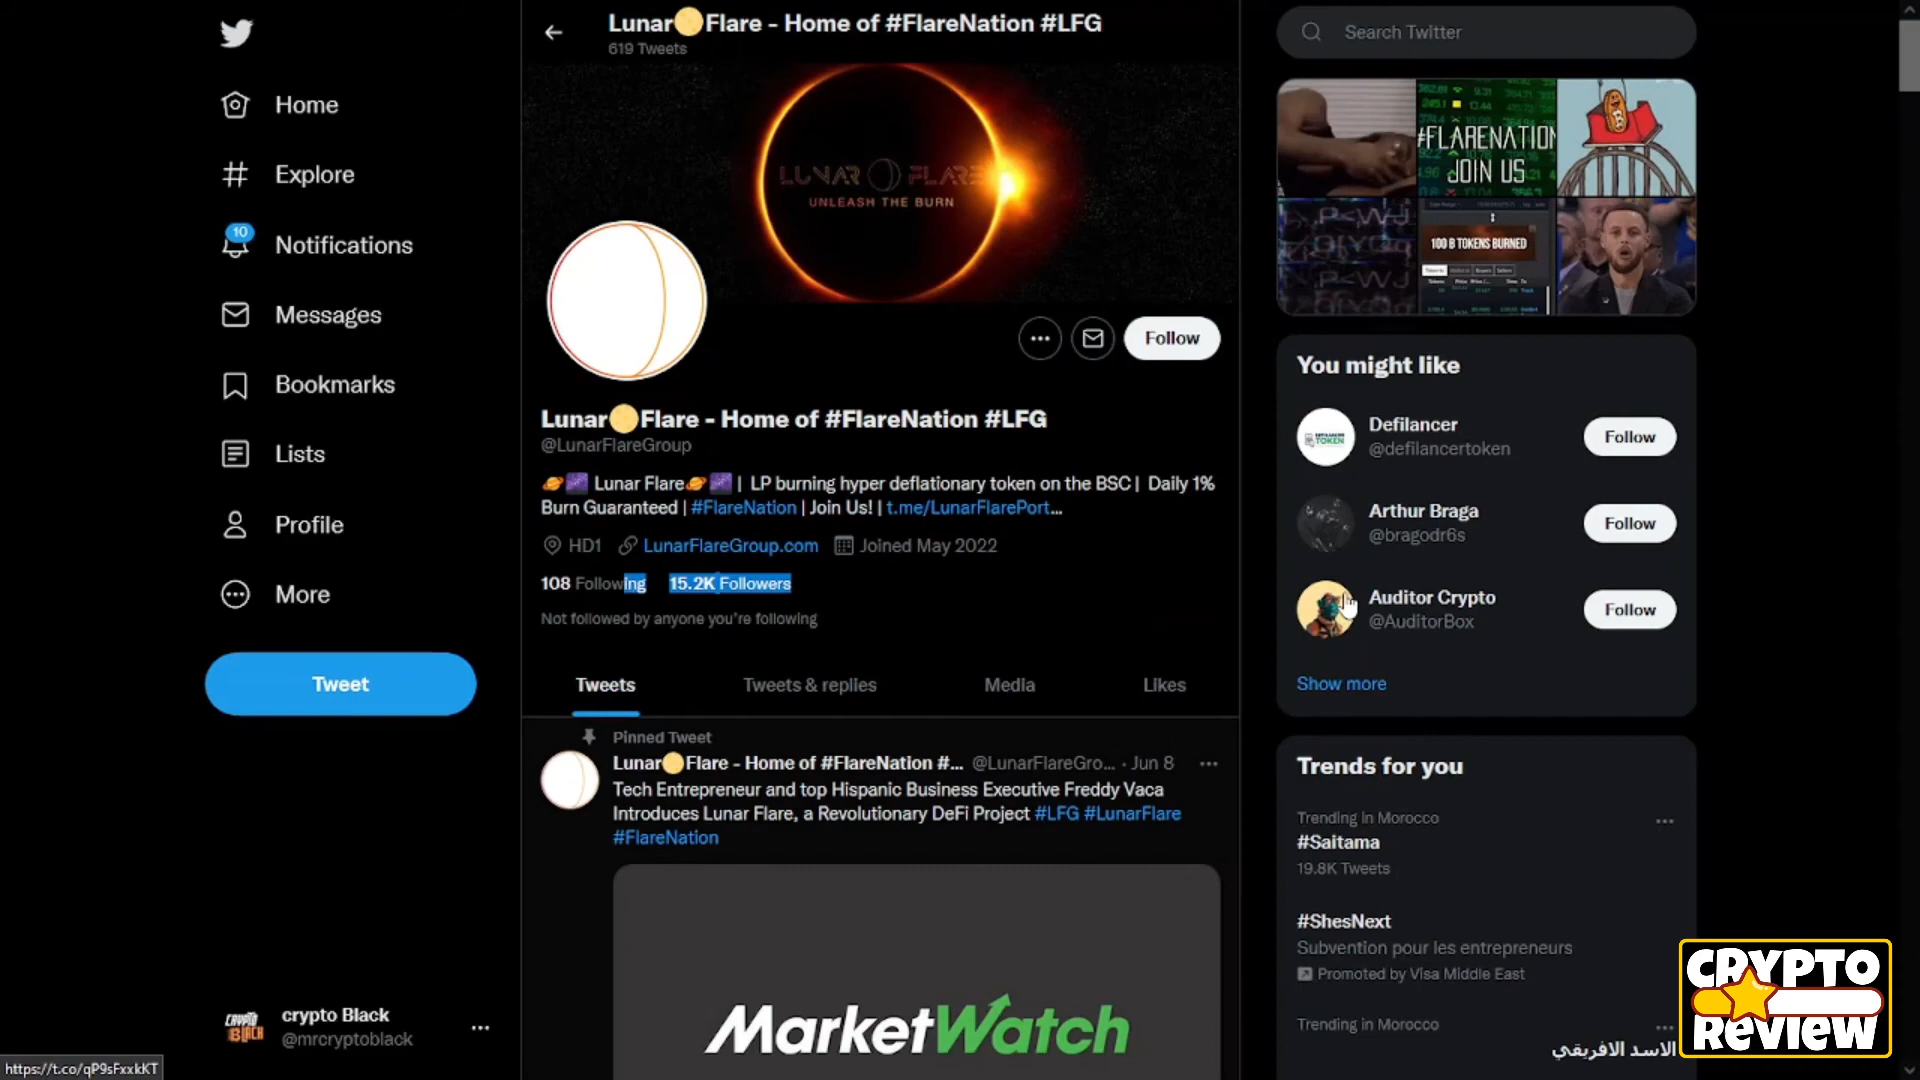 Lunar🟡Flare - Home of #FlareNation #LFG
619 Tweets
Search Twitter
Home
Explore
10
Notifications
Messages
Bookmarks
Lists
Profile
More
Tweet
crypto Black
@mrcryptoblack
https://t.co/qP9sFxxkKT
LUNAR FLARE
UNLEASH THE BURN
Follow
Lunar🟡Flare - Home of #FlareNation #LFG
@LunarFlareGroup
🪐🌌 Lunar Flare🪐🌌 | LP burning hyper deflationary token on the BSC | Daily 1%
Burn Guaranteed | #FlareNation | Join Us! | t.me/LunarFlarePort...
HD1 LunarFlareGroup.com Joined May 2022
108 Following 15.2K Followers
Not followed by anyone you're following
Tweets Tweets & replies Media Likes
Pinned Tweet
Lunar🟡Flare - Home of #FlareNation #... @LunarFlareGro... · Jun 8
Tech Entrepreneur and top Hispanic Business Executive Freddy Vaca
Introduces Lunar Flare, a Revolutionary DeFi Project #LFG #LunarFlare
#FlareNation
MarketWatch
#FLARENATION
JOIN US
100 B TOKENS BURNED
You might like
Defilancer
@defilancertoken
Follow
Arthur Braga
@bragodr6s
Follow
Auditor Crypto
@AuditorBox
Follow
Show more
Trends for you
Trending in Morocco
#Saitama
19.8K Tweets
#ShesNext
Subvention pour les entrepreneurs
Promoted by Visa Middle East
Trending in Morocco
الاسد الافريقي
CRYPTO
REVIEW